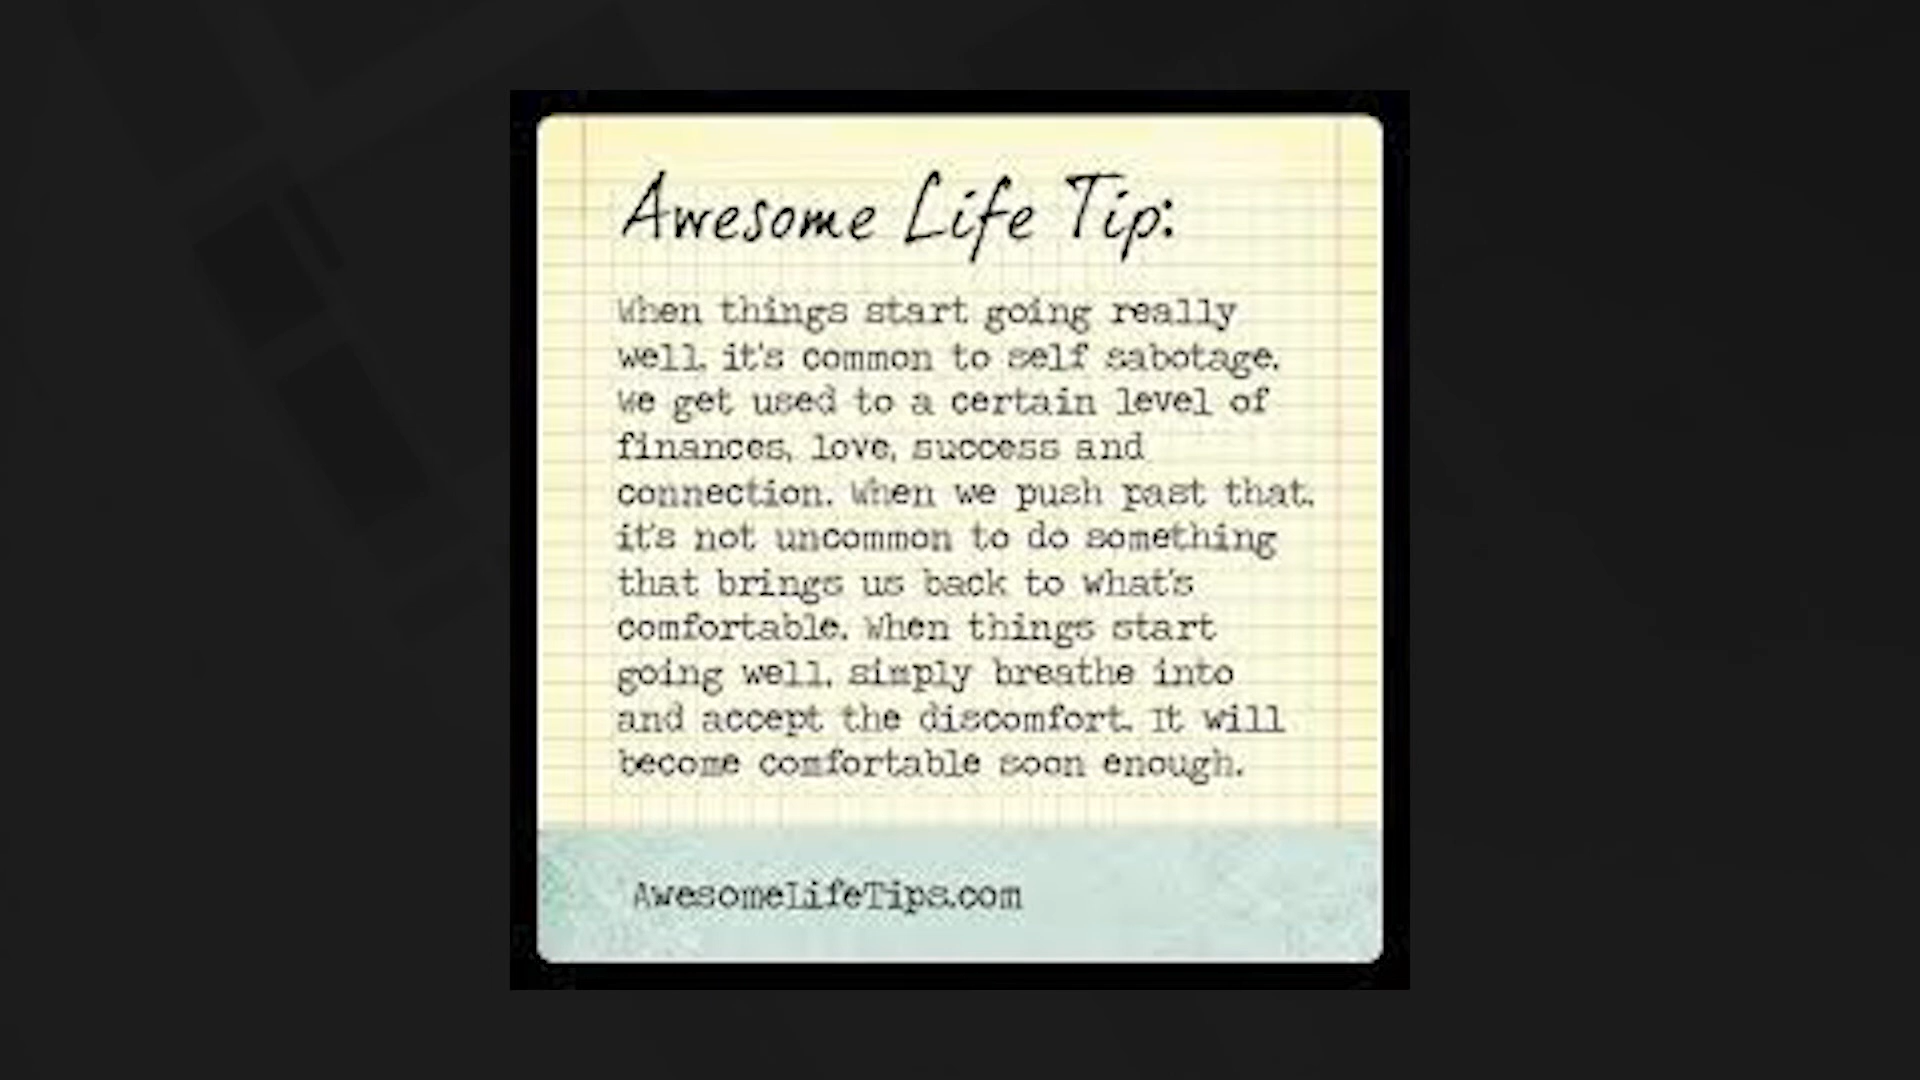 Awesome Life Tip:
When things start going really
well, it's common to self sabotage.
We get used to a certain level of
finances, love, success and
connection. When we push past that,
it's not uncommon to do something
that brings us back to what's
comfortable. When things start
going well, simply breathe into
and accept the discomfort. It will
become comfortable soon enough.
AwesomeLifeTips.com